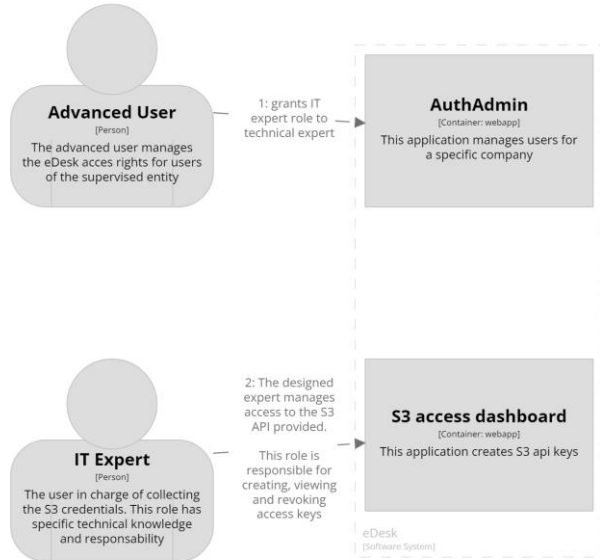 Advanced User
[Person]
The advanced user manages
the eDesk acces rights for users
of the supervised entity
1: grants IT
expert role to
technical expert
AuthAdmin
[Container: webapp]
This application manages users for
a specific company
IT Expert
[Person]
The user in charge of collecting
the S3 credentials. This role has
specific technical knowledge
and responsability
2: The designed
expert manages
access to the S3
API provided.
This role is
responsible for
creating, viewing
and revoking
access keys
S3 access dashboard
[Container: webapp]
This application creates S3 api keys
eDesk
[Software System]